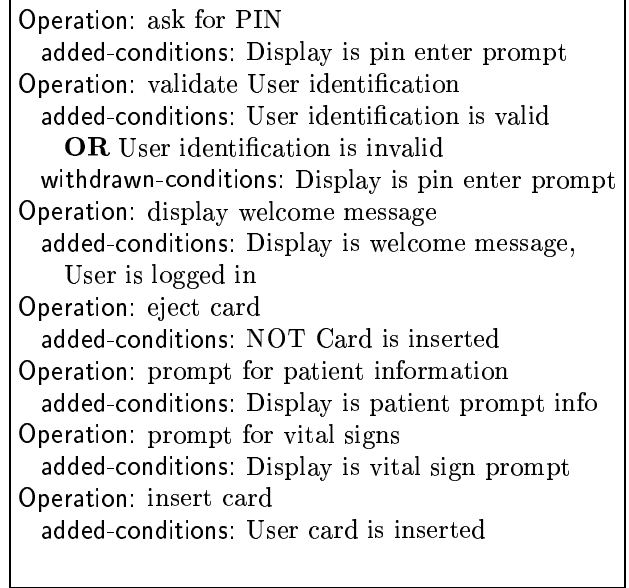 Operation: ask for PIN
added-conditions: Display is pin enter prompt
Operation: validate User identification
added-conditions: User identification is valid
OR User identification is invalid
withdrawn-conditions: Display is pin enter prompt
Operation: display welcome message
added-conditions: Display is welcome message,
User is logged in
Operation: eject card
added-conditions: NOT Card is inserted
Operation: prompt for patient information
added-conditions: Display is patient prompt info
Operation: prompt for vital signs
added-conditions: Display is vital sign prompt
Operation: insert card
added-conditions: User card is inserted